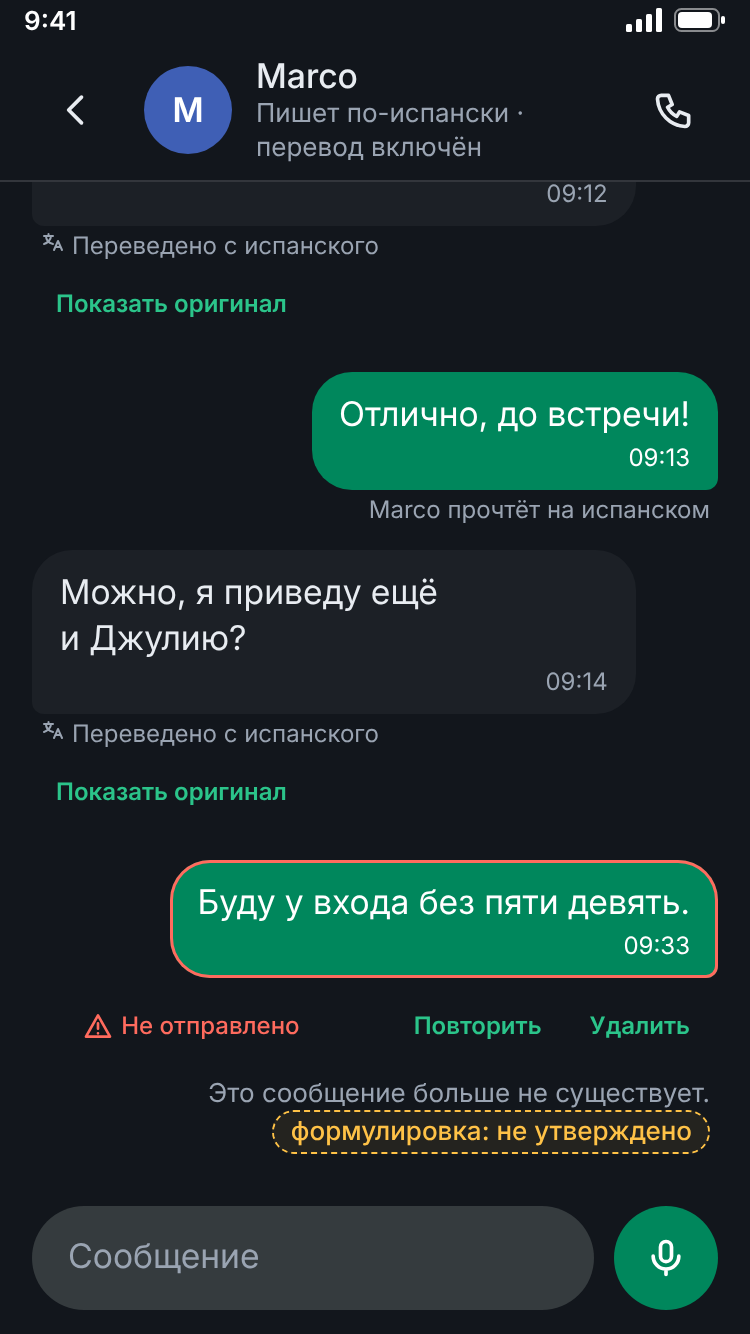 9:41
M
Marco
Пишет по-испански ·
перевод включён
09:12
Переведено с испанского
Показать оригинал
Отлично, до встречи!
09:13
Marco прочтёт на испанском
Можно, я приведу ещё
и Джулию?
09:14
Переведено с испанского
Показать оригинал
Буду у входа без пяти девять.
09:33
Не отправлено Повторить Удалить
Это сообщение больше не существует.
формулировка: не утверждено
Сообщение